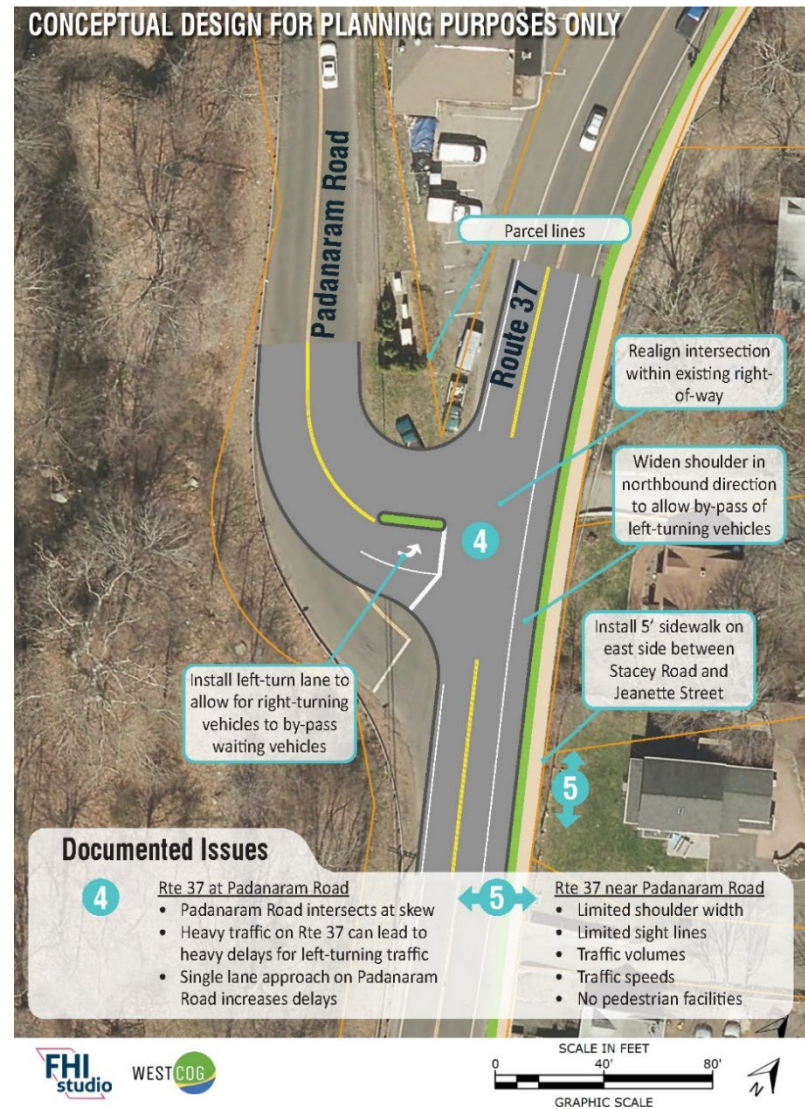 CONCEPTUAL DESIGN FOR PLANNING PURPOSES ONLY
Padanaram Road
Parcel lines
Route 37
Realign intersection
within existing right-
of-way
Widen shoulder in
northbound direction
to allow by-pass of
left-turning vehicles
4
Install 5' sidewalk on
east side between
Stacey Road and
Jeanette Street
Install left-turn lane to
allow for right-turning
vehicles to by-pass
waiting vehicles
5
Documented Issues
4
Rte 37 at Padanaram Road
• Padanaram Road intersects at skew
• Heavy traffic on Rte 37 can lead to
heavy delays for left-turning traffic
• Single lane approach on Padanaram
Road increases delays
5
Rte 37 near Padanaram Road
• Limited shoulder width
• Limited sight lines
• Traffic volumes
• Traffic speeds
• No pedestrian facilities
FHI
studio
WESTCOG
SCALE IN FEET
0 40' 80'
GRAPHIC SCALE
N